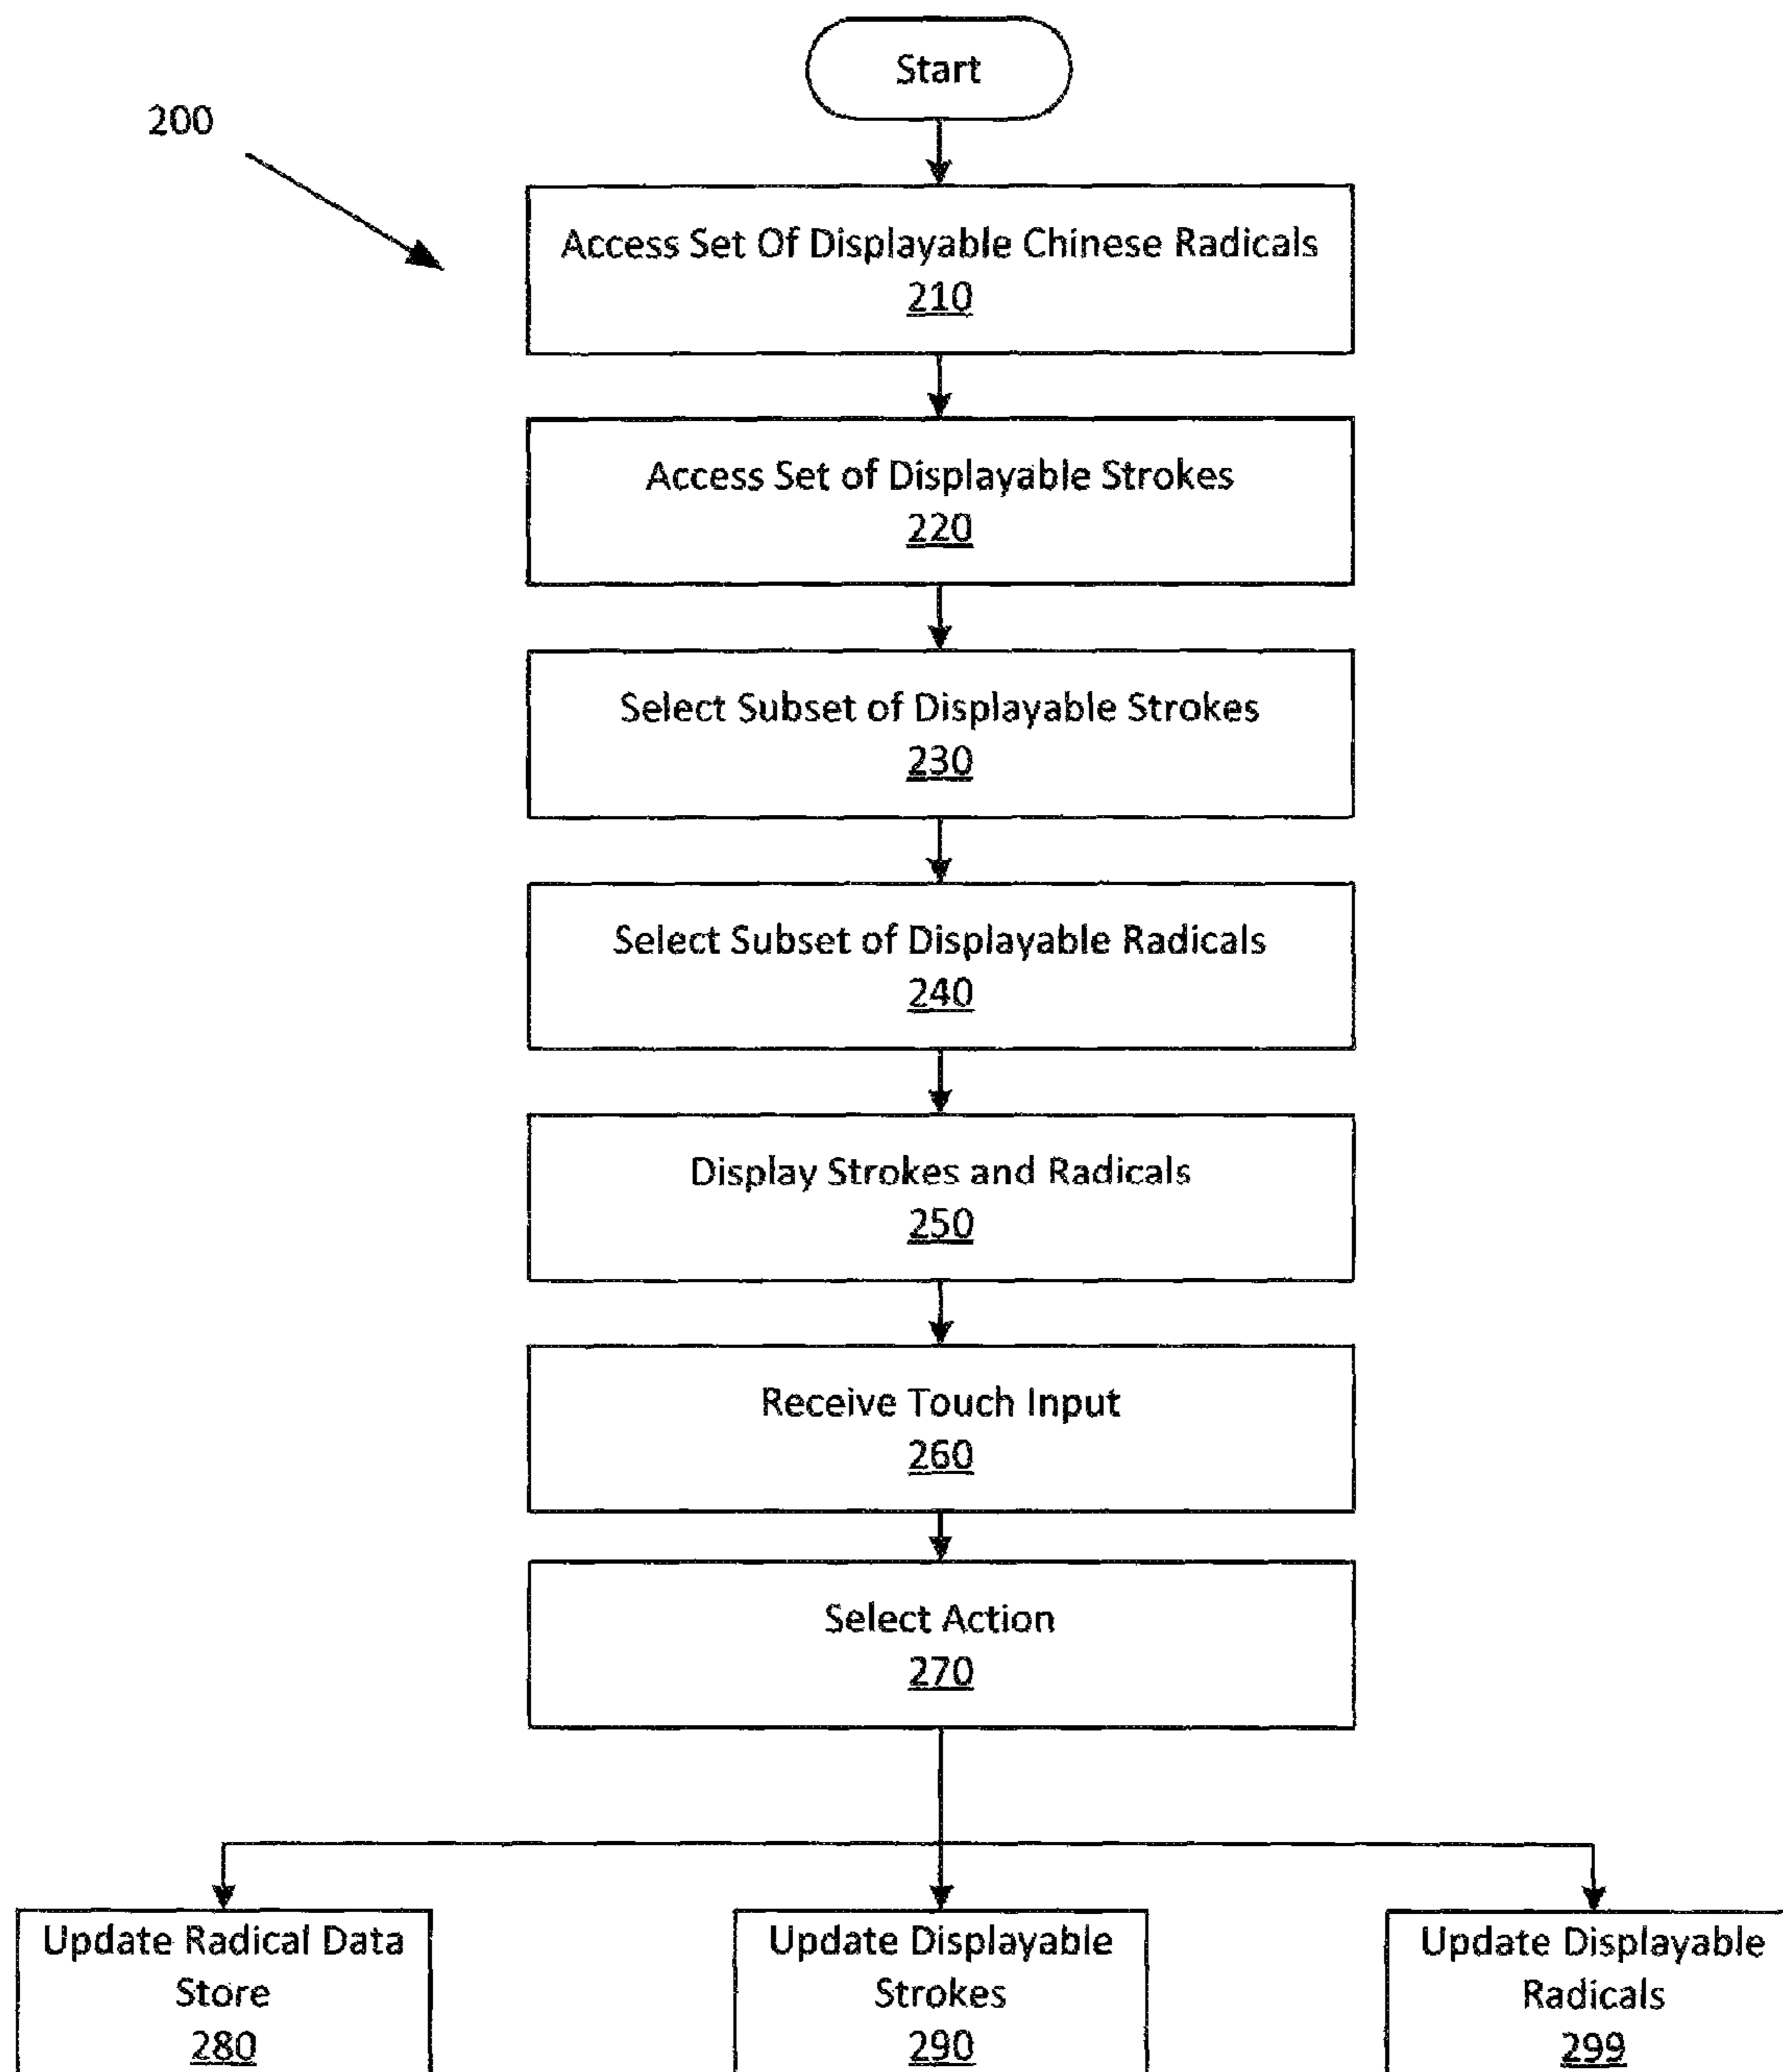 Start
200
Access Set Of Displayable Chinese Radicals
210
Access Set of Displayable Strokes
220
Select Subset of Displayable Strokes
230
Select Subset of Displayable Radicals
240
Display Strokes and Radicals
250
Receive Touch Input
260
Select Action
270
Update Radical Data
Store
280
Update Displayable
Strokes
290
Update Displayable
Radicals
299